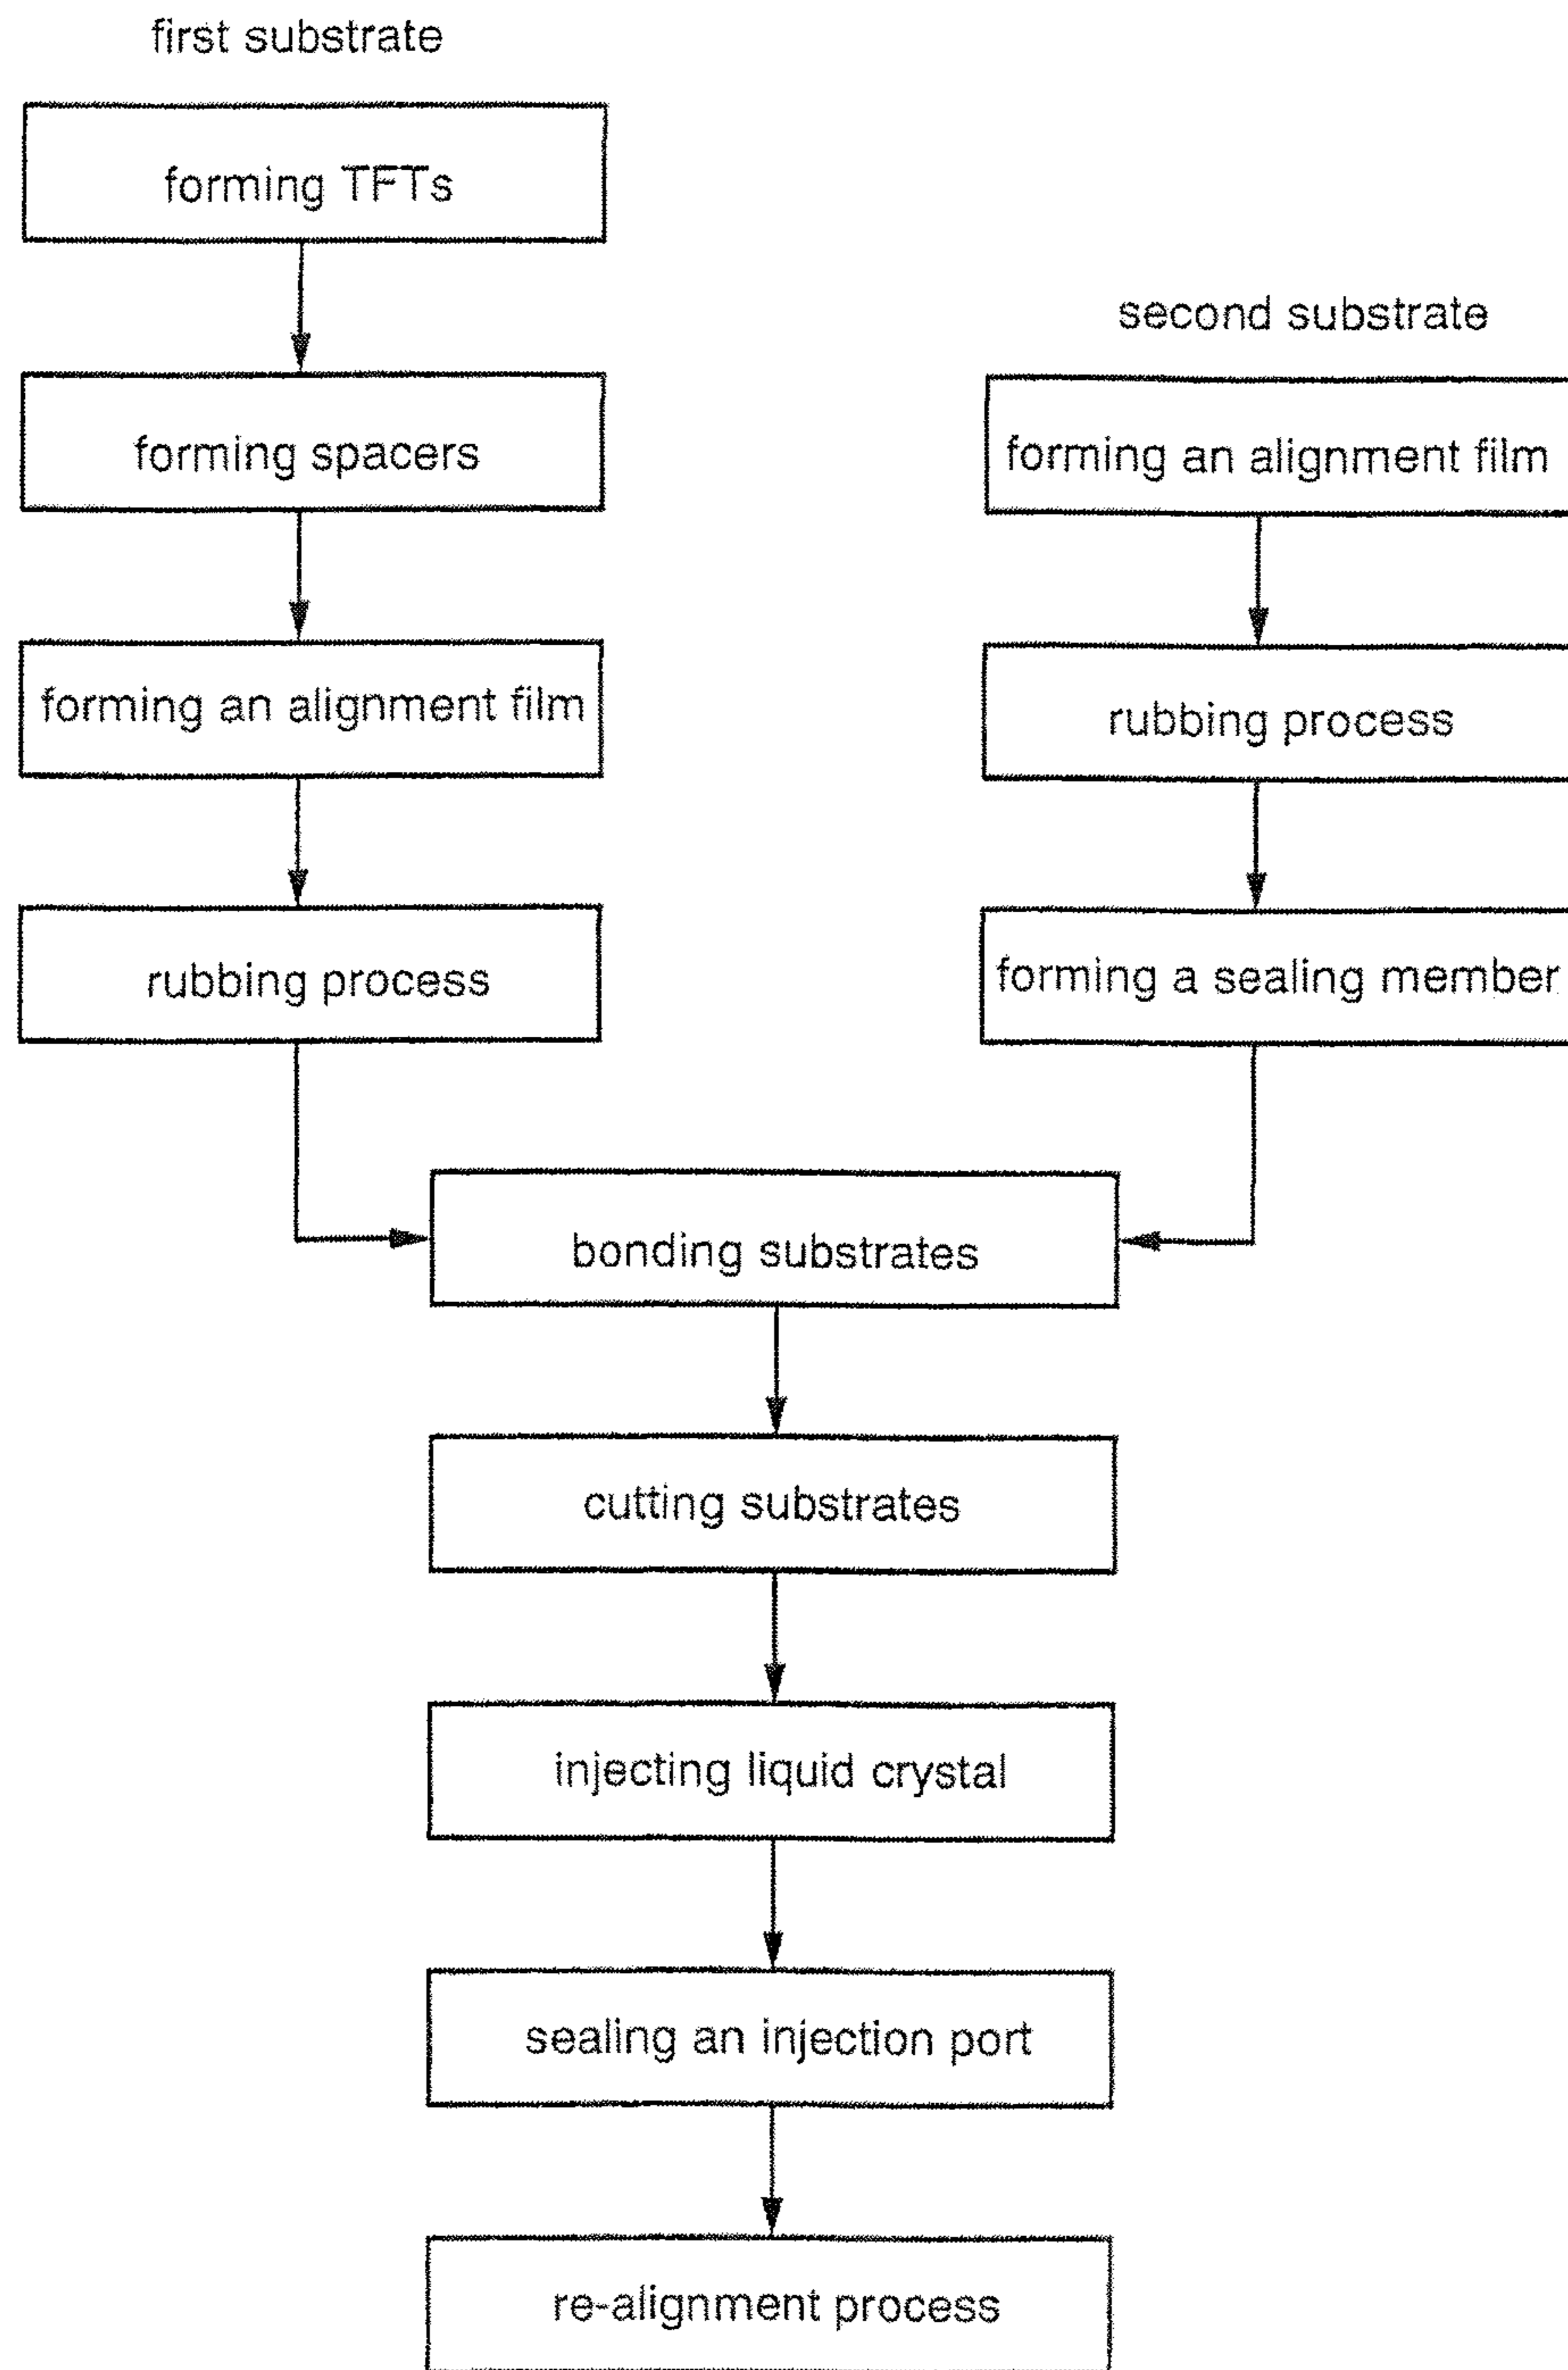 first substrate
forming TFTs
forming spacers
forming an alignment film
rubbing process
second substrate
forming an alignment film
rubbing process
forming a sealing member
bonding substrates
cutting substrates
injecting liquid crystal
sealing an injection port
re-alignment process